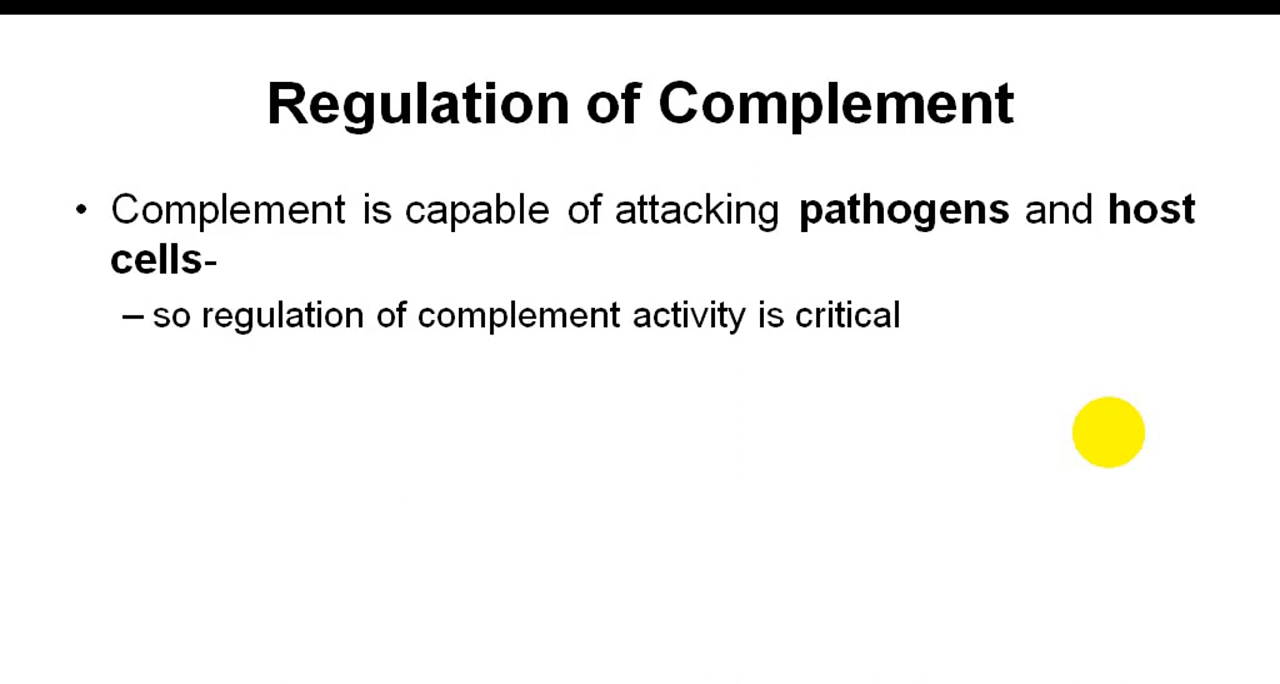 Regulation of Complement
• Complement is capable of attacking pathogens and host
cells-
– so regulation of complement activity is critical